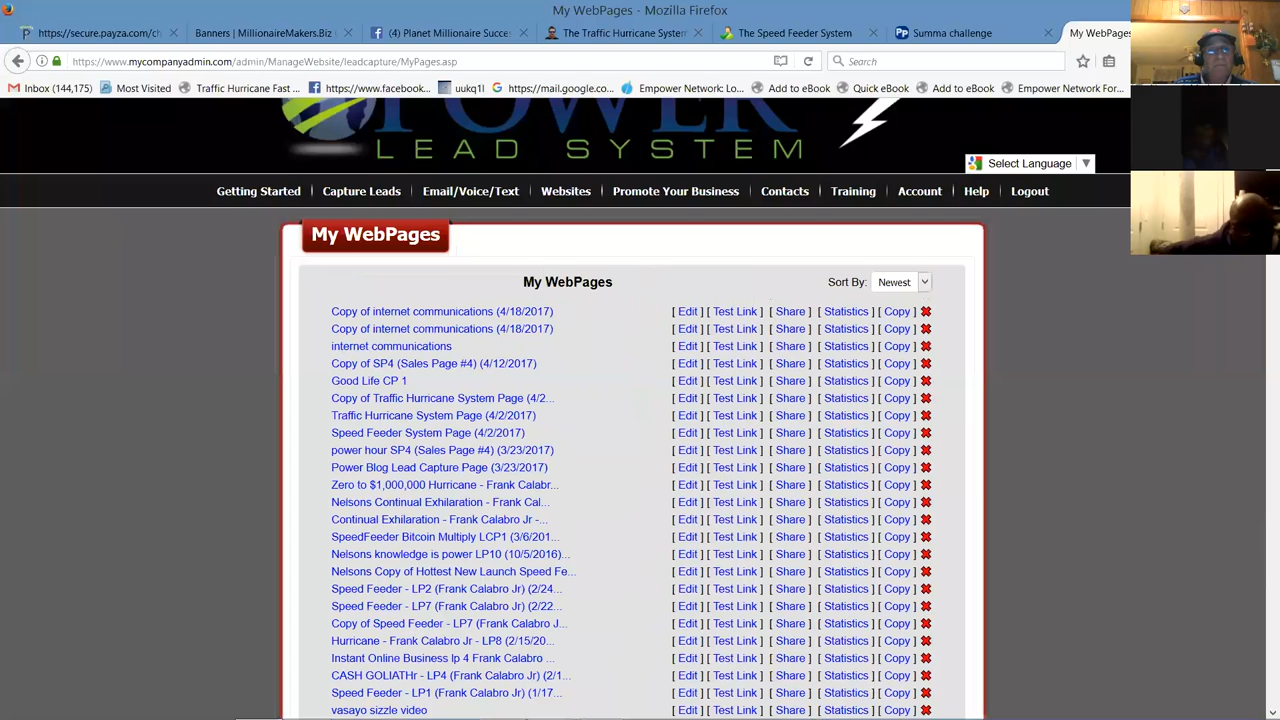 My WebPages - Mozilla Firefox
https://secure.payza.com/ch
Banners | MillionaireMakers.Biz
(4) Planet Millionaire Succe
The Traffic Hurricane System
The Speed Feeder System
Summa challenge
My WebPages
https://www.mycompanyadmin.com/admin/ManageWebsite/leadcapture/MyPages.asp
Search
Inbox (144,175) Most Visited Traffic Hurricane Fast ... https://www.facebook... uukq1l https://mail.google.co... Empower Network: Lo... Add to eBook Quick eBook Add to eBook Empower Network For...
POWER
LEAD SYSTEM
Select Language ▼
Getting Started Capture Leads Email/Voice/Text Websites Promote Your Business Contacts Training Account Help Logout
My WebPages
My WebPages Sort By: Newest
Copy of internet communications (4/18/2017) [ Edit ] [ Test Link ] [ Share ] [ Statistics ] [ Copy ]
Copy of internet communications (4/18/2017) [ Edit ] [ Test Link ] [ Share ] [ Statistics ] [ Copy ]
internet communications [ Edit ] [ Test Link ] [ Share ] [ Statistics ] [ Copy ]
Copy of SP4 (Sales Page #4) (4/12/2017) [ Edit ] [ Test Link ] [ Share ] [ Statistics ] [ Copy ]
Good Life CP 1 [ Edit ] [ Test Link ] [ Share ] [ Statistics ] [ Copy ]
Copy of Traffic Hurricane System Page (4/2... [ Edit ] [ Test Link ] [ Share ] [ Statistics ] [ Copy ]
Traffic Hurricane System Page (4/2/2017) [ Edit ] [ Test Link ] [ Share ] [ Statistics ] [ Copy ]
Speed Feeder System Page (4/2/2017) [ Edit ] [ Test Link ] [ Share ] [ Statistics ] [ Copy ]
power hour SP4 (Sales Page #4) (3/23/2017) [ Edit ] [ Test Link ] [ Share ] [ Statistics ] [ Copy ]
Power Blog Lead Capture Page (3/23/2017) [ Edit ] [ Test Link ] [ Share ] [ Statistics ] [ Copy ]
Zero to $1,000,000 Hurricane - Frank Calabr... [ Edit ] [ Test Link ] [ Share ] [ Statistics ] [ Copy ]
Nelsons Continual Exhilaration - Frank Cal... [ Edit ] [ Test Link ] [ Share ] [ Statistics ] [ Copy ]
Continual Exhilaration - Frank Calabro Jr -... [ Edit ] [ Test Link ] [ Share ] [ Statistics ] [ Copy ]
SpeedFeeder Bitcoin Multiply LCP1 (3/6/201... [ Edit ] [ Test Link ] [ Share ] [ Statistics ] [ Copy ]
Nelsons knowledge is power LP10 (10/5/2016)... [ Edit ] [ Test Link ] [ Share ] [ Statistics ] [ Copy ]
Nelsons Copy of Hottest New Launch Speed Fe... [ Edit ] [ Test Link ] [ Share ] [ Statistics ] [ Copy ]
Speed Feeder - LP2 (Frank Calabro Jr) (2/24... [ Edit ] [ Test Link ] [ Share ] [ Statistics ] [ Copy ]
Speed Feeder - LP7 (Frank Calabro Jr) (2/22... [ Edit ] [ Test Link ] [ Share ] [ Statistics ] [ Copy ]
Copy of Speed Feeder - LP7 (Frank Calabro J... [ Edit ] [ Test Link ] [ Share ] [ Statistics ] [ Copy ]
Hurricane - Frank Calabro Jr - LP8 (2/15/20... [ Edit ] [ Test Link ] [ Share ] [ Statistics ] [ Copy ]
Instant Online Business lp 4 Frank Calabro ... [ Edit ] [ Test Link ] [ Share ] [ Statistics ] [ Copy ]
CASH GOLIATHr - LP4 (Frank Calabro Jr) (2/1... [ Edit ] [ Test Link ] [ Share ] [ Statistics ] [ Copy ]
Speed Feeder - LP1 (Frank Calabro Jr) (1/17... [ Edit ] [ Test Link ] [ Share ] [ Statistics ] [ Copy ]
vasayo sizzle video [ Edit ] [ Test Link ] [ Share ] [ Statistics ] [ Copy ]